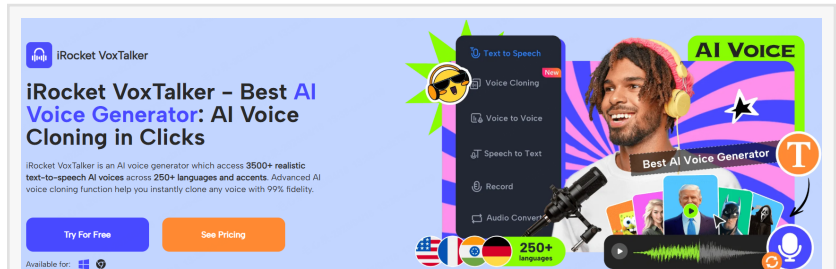 iRocket VoxTalker
iRocket VoxTalker - Best AI
Voice Generator: AI Voice
Cloning in Clicks
iRocket VoxTalker is an AI voice generator which access 3500+ realistic
text-to-speech AI voices across 250+ languages and accents. Advanced AI
voice cloning function help you instantly clone any voice with 99% fidelity.
Try For Free
See Pricing
Available for:
Text to Speech
New
Voice Cloning
Voice to Voice
Speech to Text
Record
Audio Convert
AI VOICE
Best AI Voice Generator
T
250+
languages